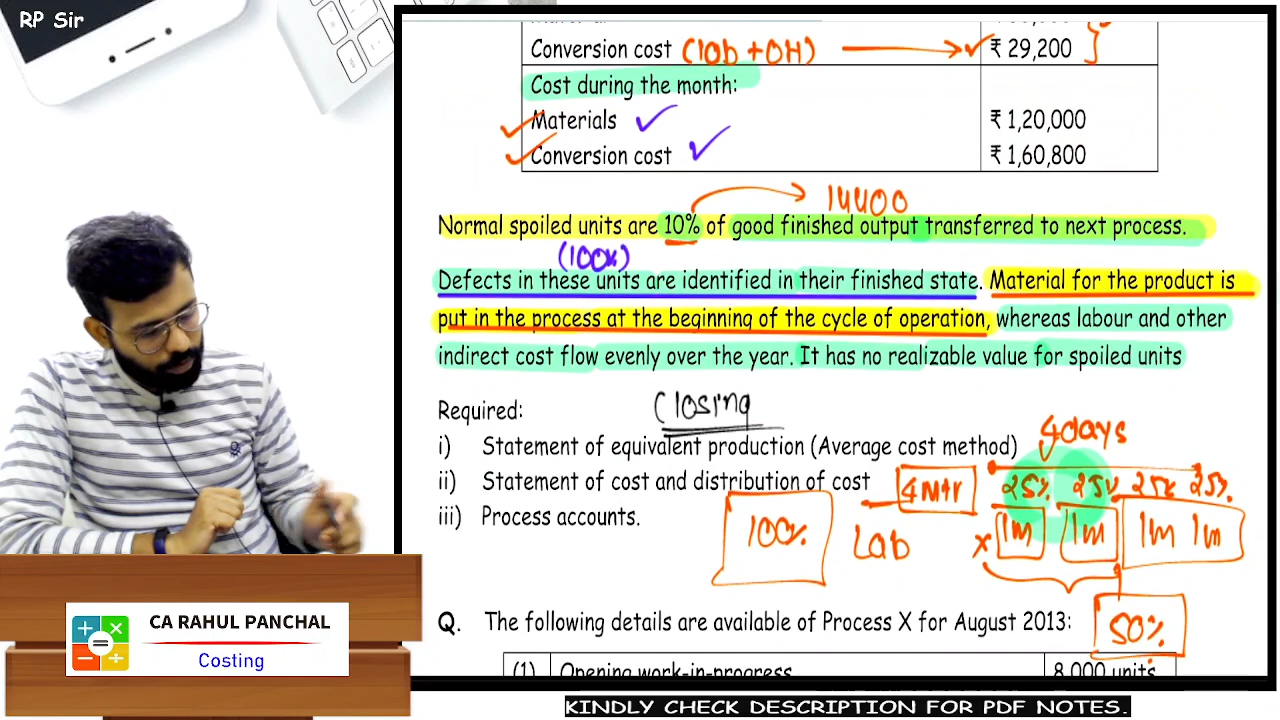 RP Sir
Conversion cost (lab + OH) ₹ 29,200
Cost during the month:
Materials ₹ 1,20,000
Conversion cost ₹ 1,60,800
14400
Normal spoiled units are 10% of good finished output transferred to next process.
(100%)
Defects in these units are identified in their finished state. Material for the product is
put in the process at the beginning of the cycle of operation, whereas labour and other
indirect cost flow evenly over the year. It has no realizable value for spoiled units
Required:
Closing
i) Statement of equivalent production (Average cost method)
4 days
ii) Statement of cost and distribution of cost
4 Mtr
25% 25% 25% 25%
iii) Process accounts.
100%
Lab
x 1m 1m 1m 1m
50%
Q. The following details are available of Process X for August 2013:
(1) Opening work-in-progress 8,000 units
CA RAHUL PANCHAL
Costing
KINDLY CHECK DESCRIPTION FOR PDF NOTES.